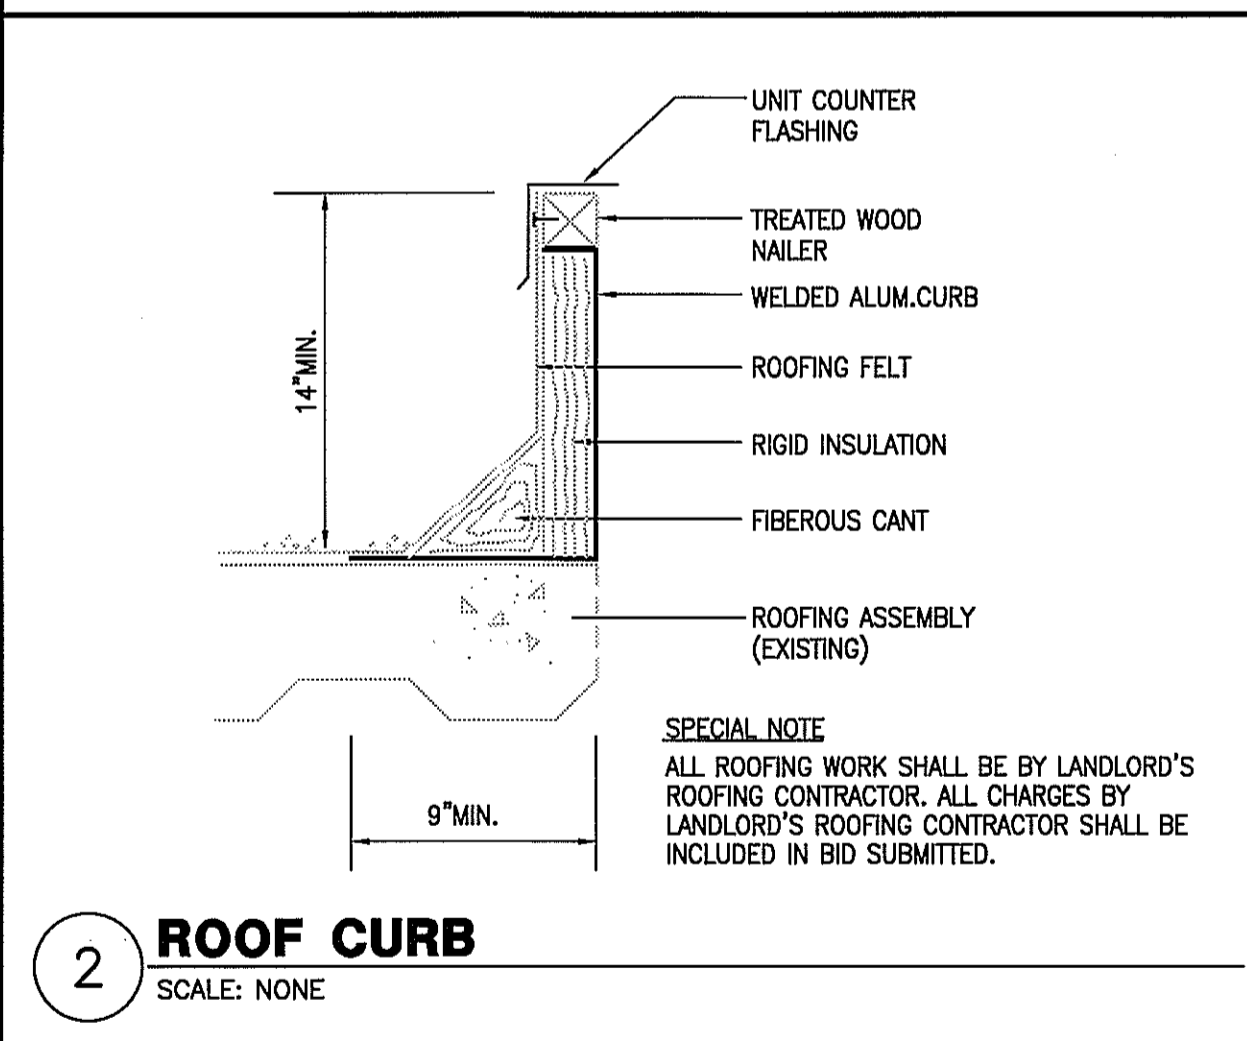 UNIT COUNTER
FLASHING
TREATED WOOD
NAILER
WELDED ALUM.CURB
ROOFING FELT
RIGID INSULATION
FIBEROUS CANT
ROOFING ASSEMBLY
(EXISTING)
14"MIN.
9"MIN.
SPECIAL NOTE
ALL ROOFING WORK SHALL BE BY LANDLORD'S
ROOFING CONTRACTOR. ALL CHARGES BY
LANDLORD'S ROOFING CONTRACTOR SHALL BE
INCLUDED IN BID SUBMITTED.
2
ROOF CURB
SCALE: NONE